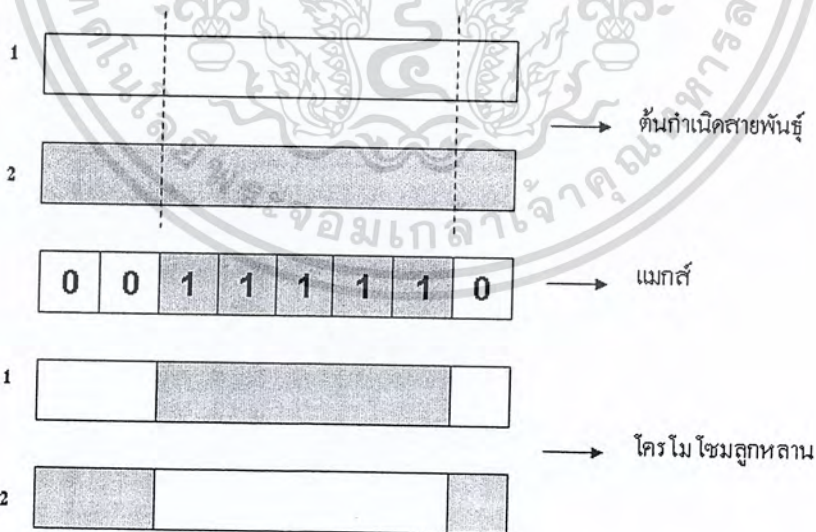 1
ต้นกำเนิดสายพันธุ์
2
0 0 1 1 1 1 1 0
แมกส์
1
โครโมโซมลูกหลาน
2